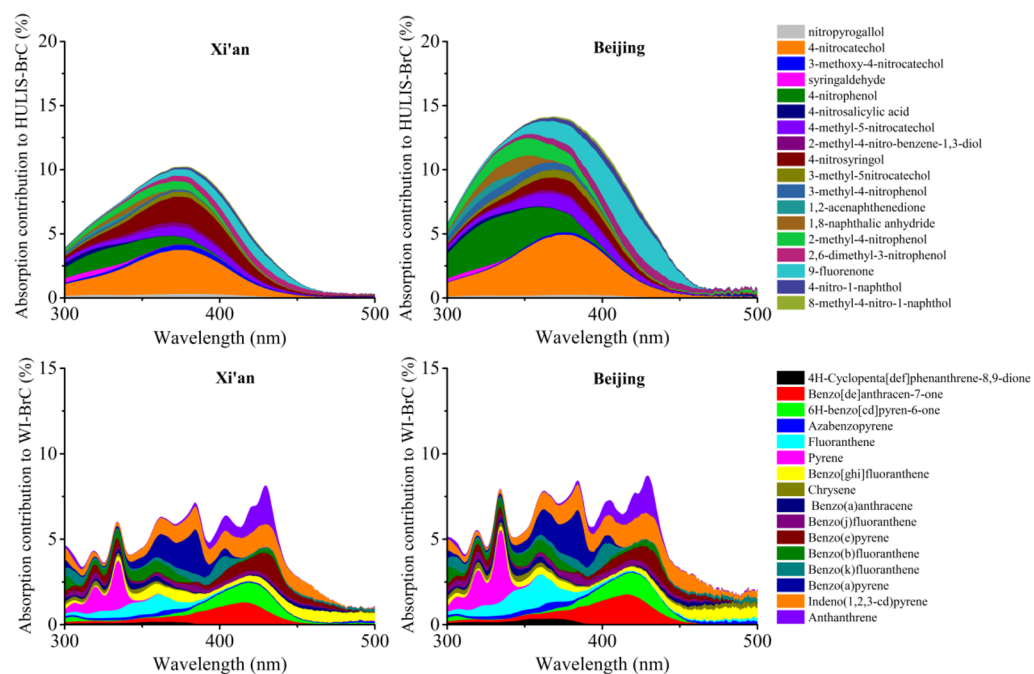 Xi'an
Absorption contribution to HULIS-BrC (%)
20
15
10
5
0
300
400
500
Wavelength (nm)
Beijing
Absorption contribution to HULIS-BrC (%)
20
15
10
5
0
300
400
500
Wavelength (nm)
nitropyrogallol
4-nitrocatechol
3-methoxy-4-nitrocatechol
syringaldehyde
4-nitrophenol
4-nitrosalicylic acid
4-methyl-5-nitrocatechol
2-methyl-4-nitro-benzene-1,3-diol
4-nitrosyringol
3-methyl-5nitrocatechol
3-methyl-4-nitrophenol
1,2-acenaphthenedione
1,8-naphthalic anhydride
2-methyl-4-nitrophenol
2,6-dimethyl-3-nitrophenol
9-fluorenone
4-nitro-1-naphthol
8-methyl-4-nitro-1-naphthol
Xi'an
Absorption contribution to WI-BrC (%)
15
10
5
0
300
400
500
Wavelength (nm)
Beijing
Absorption contribution to WI-BrC (%)
15
10
5
0
300
400
500
Wavelength (nm)
4H-Cyclopenta[def]phenanthrene-8,9-dione
Benzo[de]anthracen-7-one
6H-benzo[cd]pyren-6-one
Azabenzopyrene
Fluoranthene
Pyrene
Benzo[ghi]fluoranthene
Chrysene
Benzo(a)anthracene
Benzo(j)fluoranthene
Benzo(e)pyrene
Benzo(b)fluoranthene
Benzo(k)fluoranthene
Benzo(a)pyrene
Indeno(1,2,3-cd)pyrene
Anthanthrene